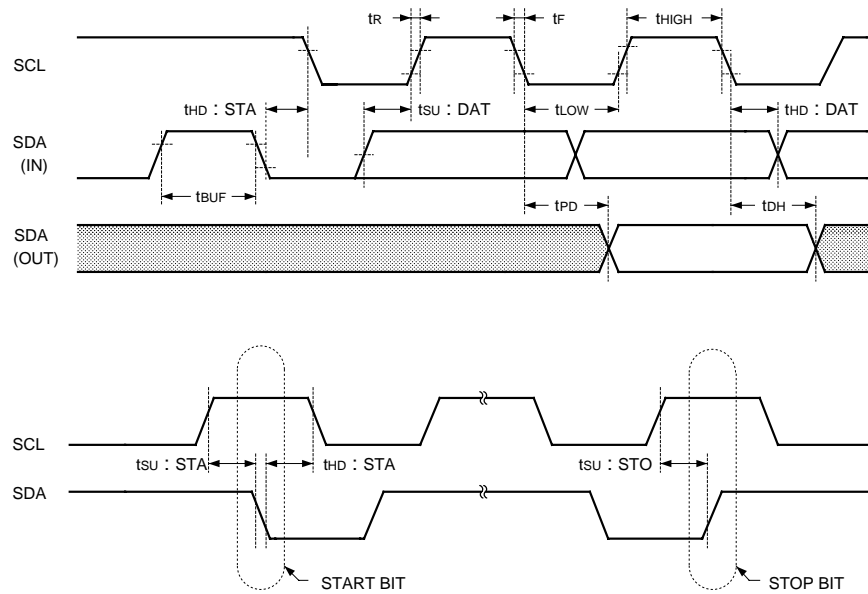 tR tF tHIGH
SCL
tHD : STA tSU : DAT tLOW tHD : DAT
SDA
(IN)
tBUF tPD tDH
SDA
(OUT)
SCL
tSU : STA tHD : STA tSU : STO
SDA
START BIT STOP BIT